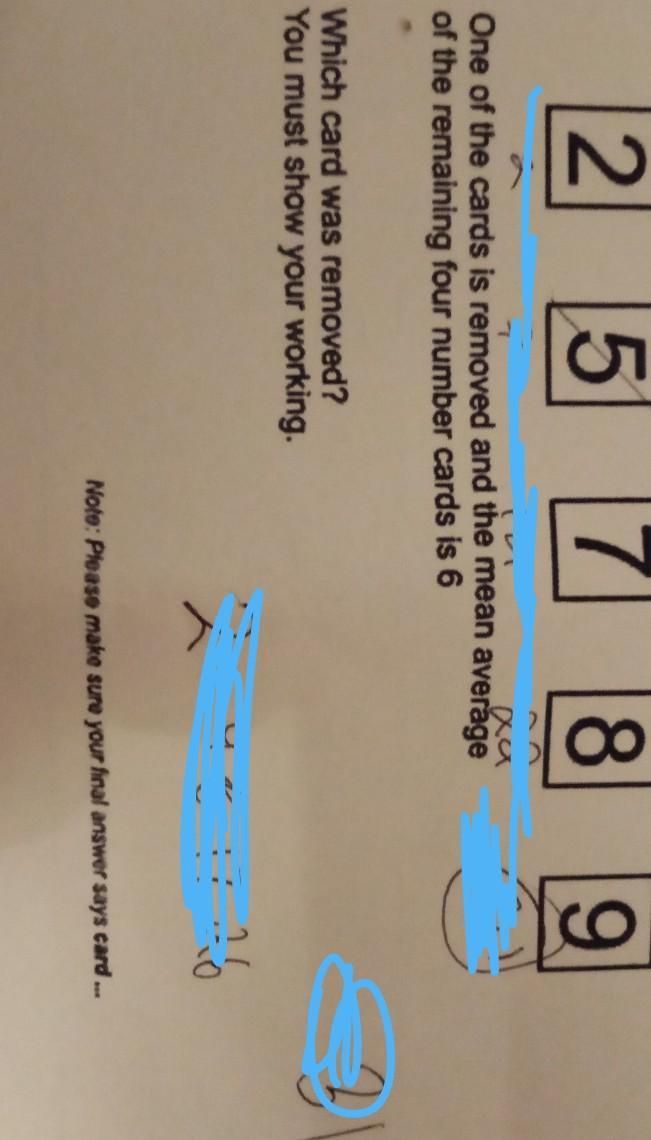 2 5 7 8 9
One of the cards is removed and the mean average
of the remaining four number cards is 6
Which card was removed?
You must show your working.
Note: Please make sure your final answer says card ...